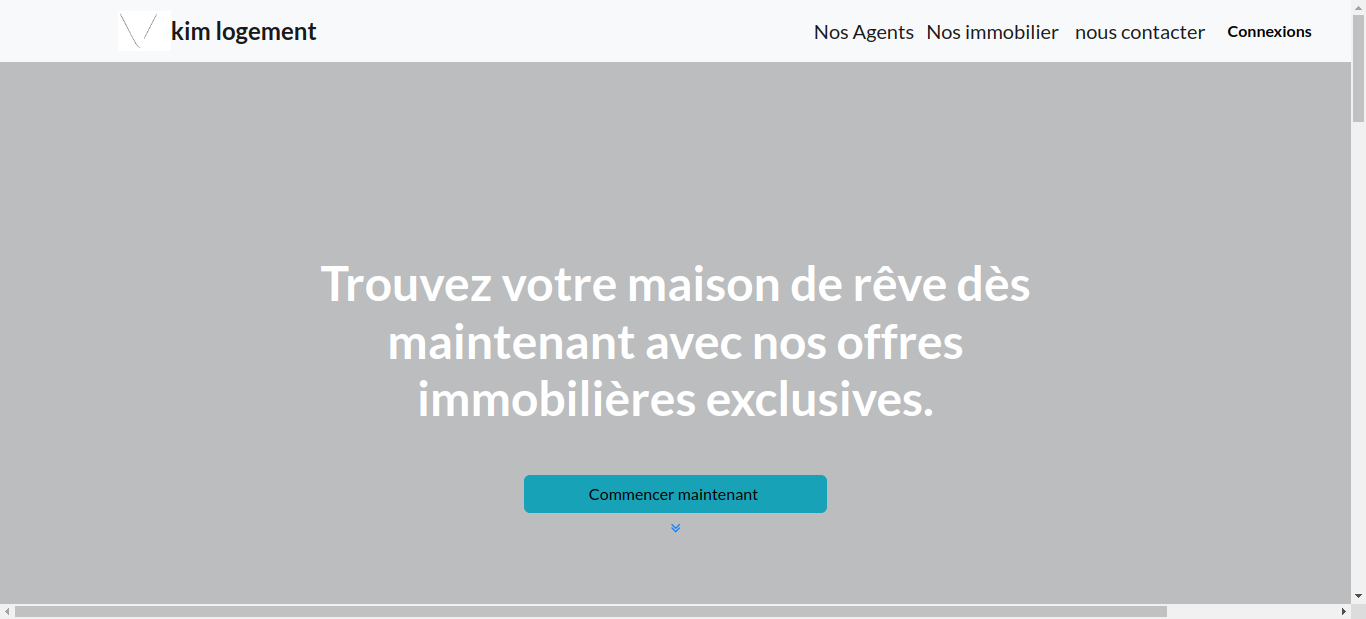 kim logement
Nos Agents Nos immobilier nous contacter Connexions
Trouvez votre maison de rêve dès
maintenant avec nos offres
immobilières exclusives.
Commencer maintenant